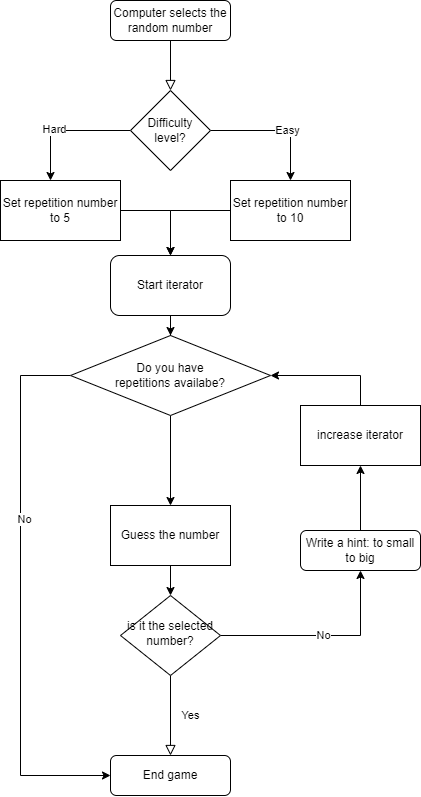 Computer selects the
random number
Difficulty
level?
Hard
Easy
Set repetition number
to 5
Set repetition number
to 10
Start iterator
Do you have
repetitions availabe?
increase iterator
No
Guess the number
Write a hint: to small
to big
is it the selected
number?
No
Yes
End game